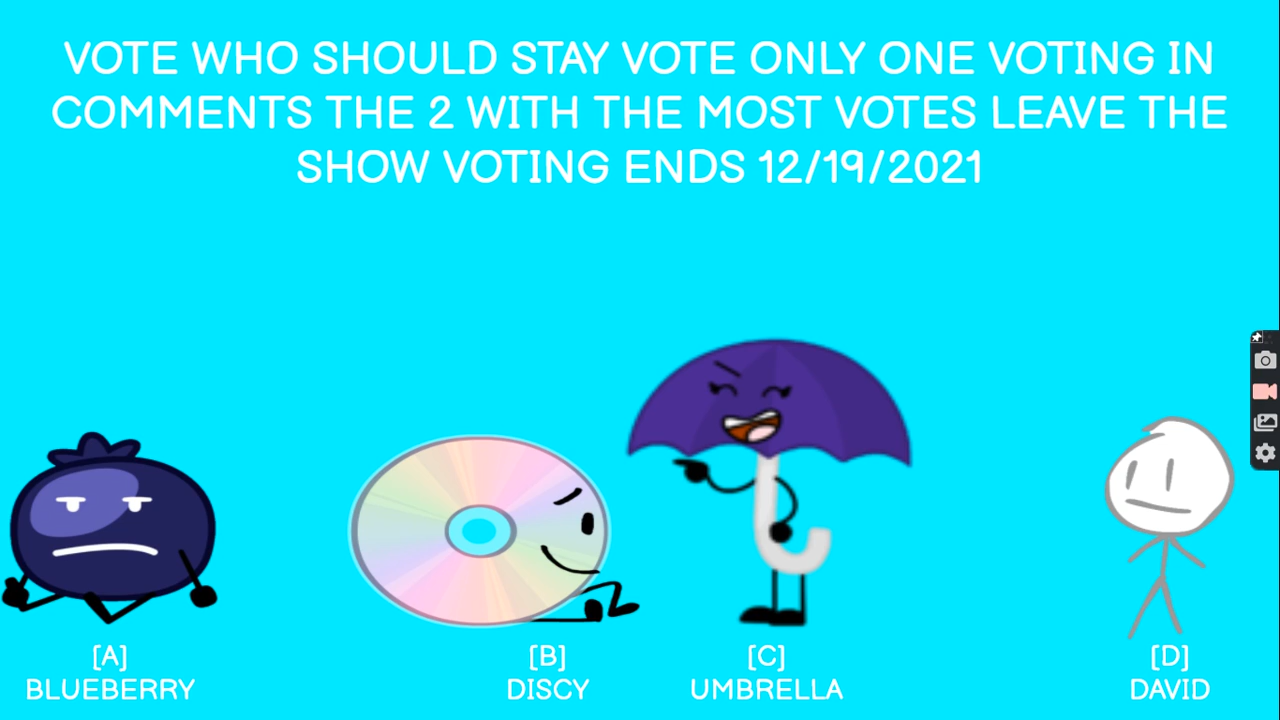 VOTE WHO SHOULD STAY VOTE ONLY ONE VOTING IN
COMMENTS THE 2 WITH THE MOST VOTES LEAVE THE
SHOW VOTING ENDS 12/19/2021
[A] [B] [C] [D]
BLUEBERRY DISCY UMBRELLA DAVID